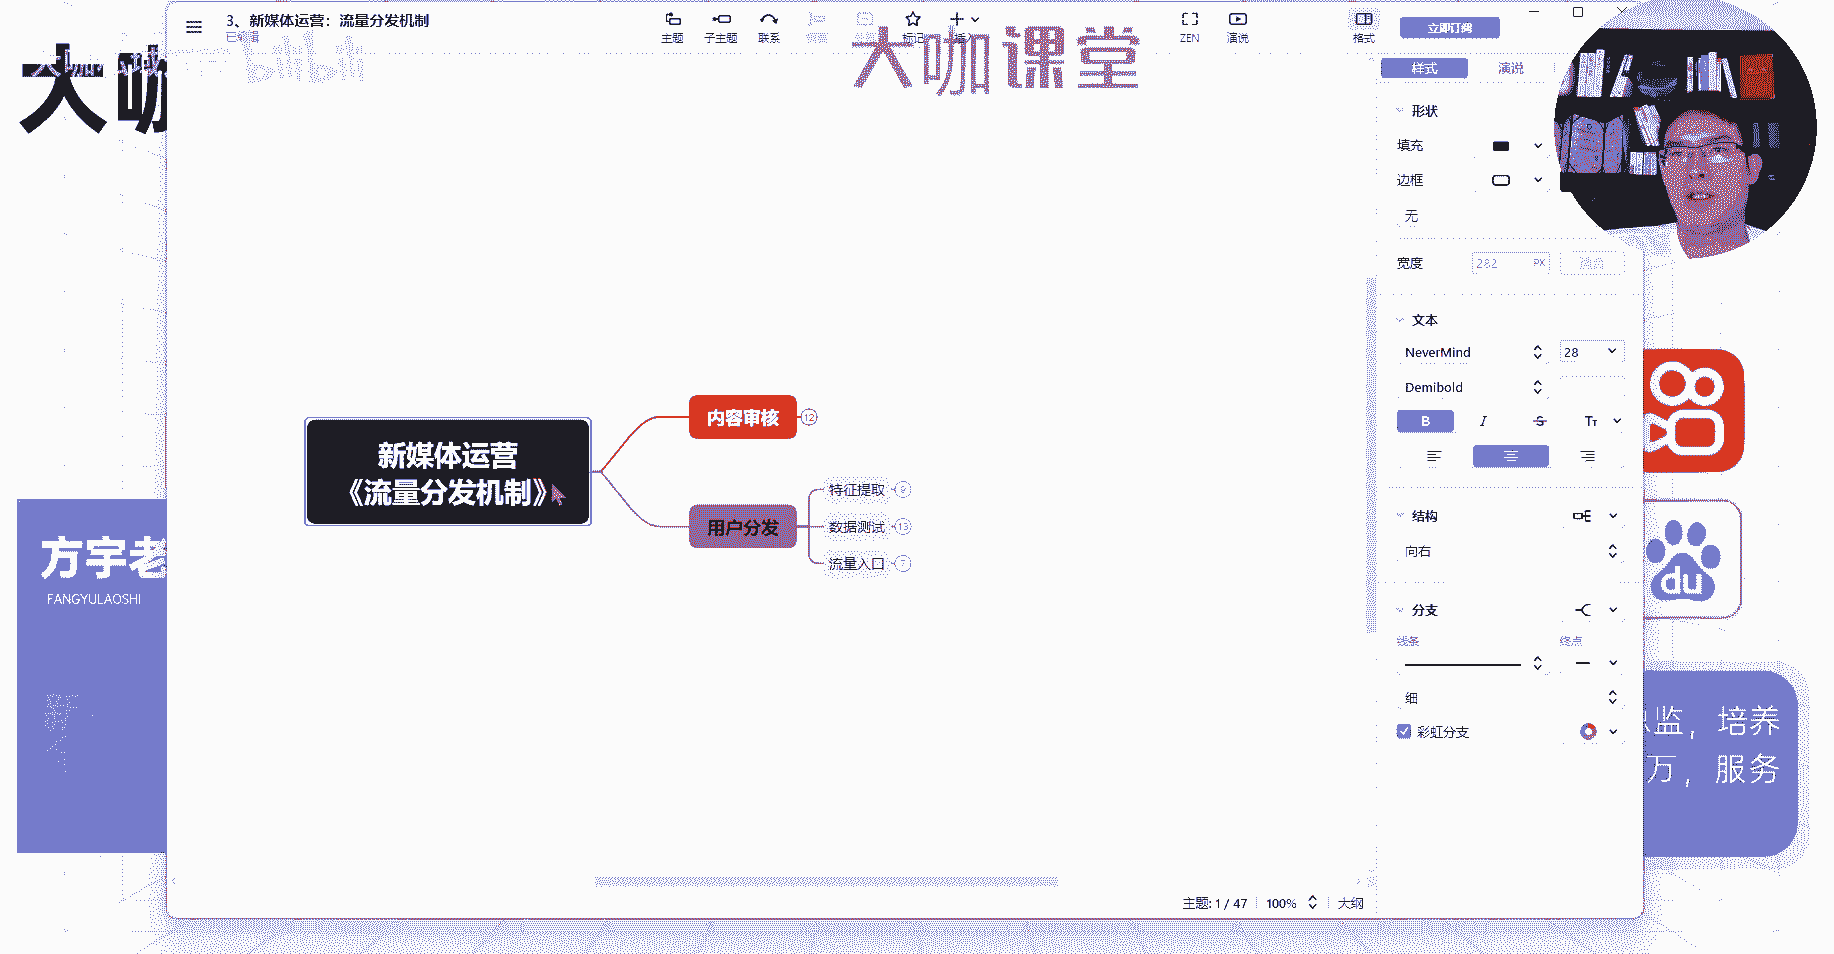 3、新媒体运营：流量分发机制
已编辑
主题
子主题
联系
标记
插入
ZEN
演说
格式
立即订阅
大咖
bilibili
大咖课堂
样式
演说
形状
填充
边框
无
宽度
282
PX
文本
NeverMind
28
Demibold
B
I
S
Tт
结构
向右
分支
线条
终点
细
彩虹分支
新媒体运营
《流量分发机制》
内容审核
12
用户分发
特征提取
9
数据测试
13
流量入口
7
方宇老
FANGYULAOSHI
du
总监，培养
万，服务
主题: 1 / 47
100%
大纲